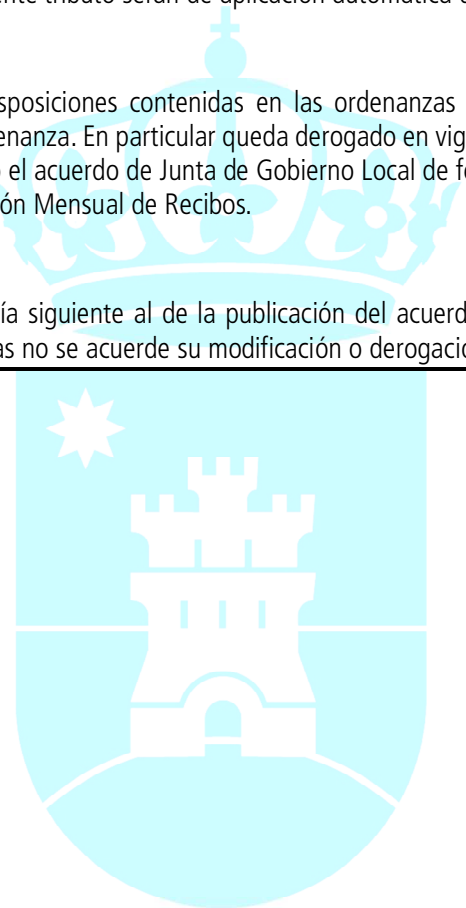 tributo serán de aplicación automática
sposiciones contenidas en las ordenanzas
enanza. En particular queda derogado en vig
el acuerdo de Junta de Gobierno Local de f
ón Mensual de Recibos.
ía siguiente al de la publicación del acuerd
as no se acuerde su modificación o derogació